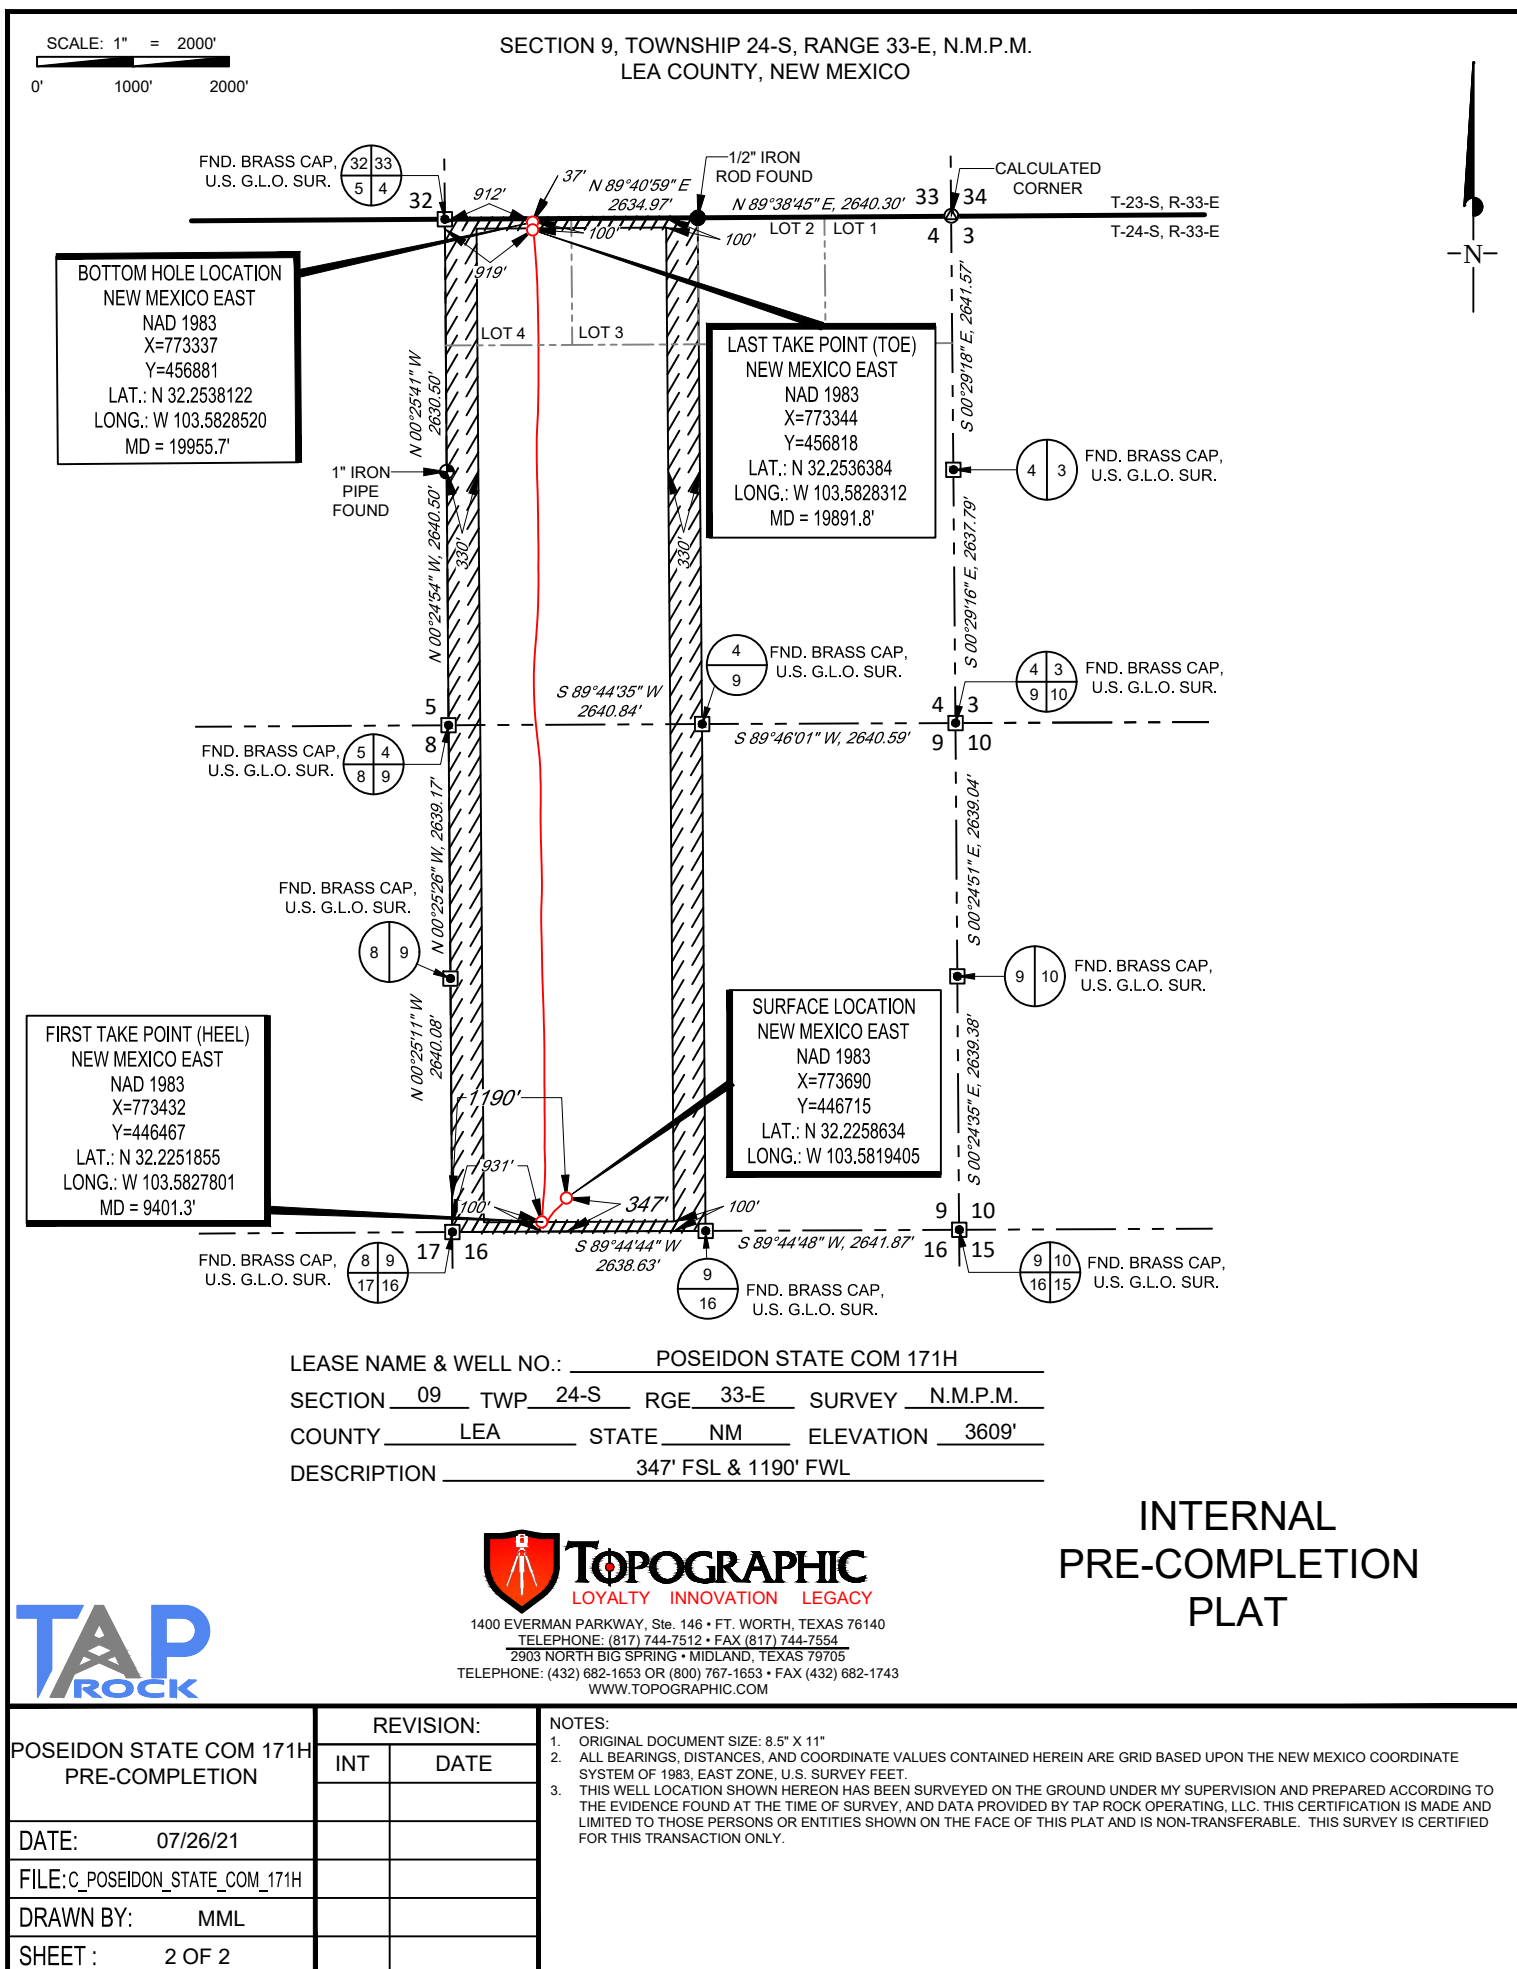 SCALE: 1" = 2000'
0' 1000' 2000'
SECTION 9, TOWNSHIP 24-S, RANGE 33-E, N.M.P.M.
LEA COUNTY, NEW MEXICO
-N-
FND. BRASS CAP,
U.S. G.L.O. SUR.
32 33
5 4
32
912'
37'
N 89°40'59" E
2634.97'
1/2" IRON
ROD FOUND
N 89°38'45" E, 2640.30'
33 34
CALCULATED
CORNER
T-23-S, R-33-E
T-24-S, R-33-E
4 3
LOT 2 LOT 1
100'
100'
919'
LOT 4
LOT 3
BOTTOM HOLE LOCATION
NEW MEXICO EAST
NAD 1983
X=773337
Y=456881
LAT.: N 32.2538122
LONG.: W 103.5828520
MD = 19955.7'
LAST TAKE POINT (TOE)
NEW MEXICO EAST
NAD 1983
X=773344
Y=456818
LAT.: N 32.2536384
LONG.: W 103.5828312
MD = 19891.8'
N 00°25'41" W
2630.50'
S 00°29'18" E, 2641.57'
1" IRON
PIPE
FOUND
4 3
FND. BRASS CAP,
U.S. G.L.O. SUR.
N 00°24'54" W, 2640.50'
330'
330'
S 00°29'16" E, 2637.79'
4
9
FND. BRASS CAP,
U.S. G.L.O. SUR.
4 3
9 10
FND. BRASS CAP,
U.S. G.L.O. SUR.
S 89°44'35" W
2640.84'
5
8
4 3
9 10
S 89°46'01" W, 2640.59'
FND. BRASS CAP,
U.S. G.L.O. SUR.
5 4
8 9
N 00°25'26" W, 2639.17'
S 00°24'51" E, 2639.04'
FND. BRASS CAP,
U.S. G.L.O. SUR.
8 9
9 10
FND. BRASS CAP,
U.S. G.L.O. SUR.
N 00°25'11" W
2640.08'
S 00°24'35" E, 2639.38'
SURFACE LOCATION
NEW MEXICO EAST
NAD 1983
X=773690
Y=446715
LAT.: N 32.2258634
LONG.: W 103.5819405
FIRST TAKE POINT (HEEL)
NEW MEXICO EAST
NAD 1983
X=773432
Y=446467
LAT.: N 32.2251855
LONG.: W 103.5827801
MD = 9401.3'
1190'
931'
100'
347'
100'
9 10
16 15
17 16
S 89°44'44" W
2638.63'
S 89°44'48" W, 2641.87'
FND. BRASS CAP,
U.S. G.L.O. SUR.
8 9
17 16
9
16
FND. BRASS CAP,
U.S. G.L.O. SUR.
9 10
16 15
FND. BRASS CAP,
U.S. G.L.O. SUR.
LEASE NAME & WELL NO.: POSEIDON STATE COM 171H
SECTION 09 TWP 24-S RGE 33-E SURVEY N.M.P.M.
COUNTY LEA STATE NM ELEVATION 3609'
DESCRIPTION 347' FSL & 1190' FWL
INTERNAL
PRE-COMPLETION
PLAT
TOPOGRAPHIC
LOYALTY INNOVATION LEGACY
1400 EVERMAN PARKWAY, Ste. 146 • FT. WORTH, TEXAS 76140
TELEPHONE: (817) 744-7512 • FAX (817) 744-7554
2903 NORTH BIG SPRING • MIDLAND, TEXAS 79705
TELEPHONE: (432) 682-1653 OR (800) 767-1653 • FAX (432) 682-1743
WWW.TOPOGRAPHIC.COM
TAP
ROCK
POSEIDON STATE COM 171H
PRE-COMPLETION
REVISION:
INT DATE
DATE: 07/26/21
FILE: C_POSEIDON_STATE_COM_171H
DRAWN BY: MML
SHEET : 2 OF 2
NOTES:
1. ORIGINAL DOCUMENT SIZE: 8.5" X 11"
2. ALL BEARINGS, DISTANCES, AND COORDINATE VALUES CONTAINED HEREIN ARE GRID BASED UPON THE NEW MEXICO COORDINATE
SYSTEM OF 1983, EAST ZONE, U.S. SURVEY FEET.
3. THIS WELL LOCATION SHOWN HEREON HAS BEEN SURVEYED ON THE GROUND UNDER MY SUPERVISION AND PREPARED ACCORDING TO
THE EVIDENCE FOUND AT THE TIME OF SURVEY, AND DATA PROVIDED BY TAP ROCK OPERATING, LLC. THIS CERTIFICATION IS MADE AND
LIMITED TO THOSE PERSONS OR ENTITIES SHOWN ON THE FACE OF THIS PLAT AND IS NON-TRANSFERABLE. THIS SURVEY IS CERTIFIED
FOR THIS TRANSACTION ONLY.